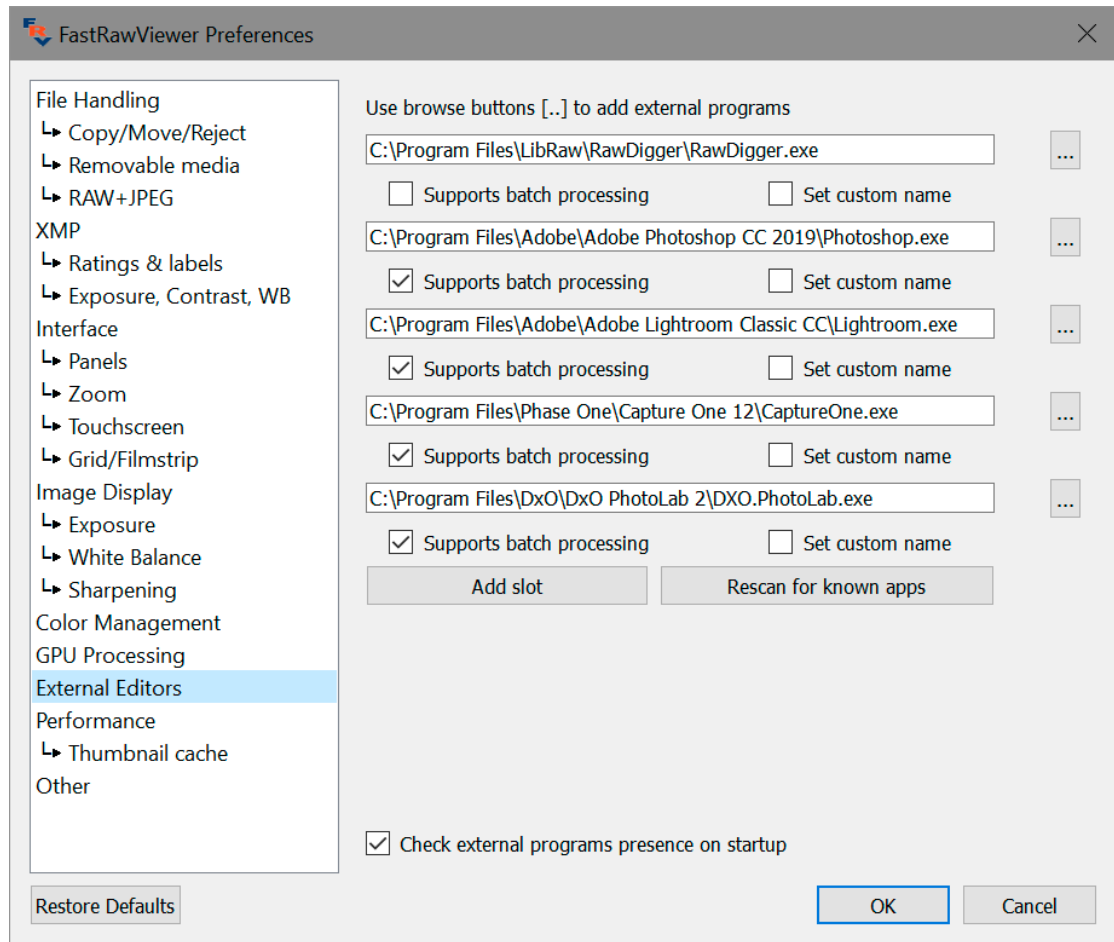 FastRawViewer Preferences
File Handling
Copy/Move/Reject
Removable media
RAW+JPEG
XMP
Ratings & labels
Exposure, Contrast, WB
Interface
Panels
Zoom
Touchscreen
Grid/Filmstrip
Image Display
Exposure
White Balance
Sharpening
Color Management
GPU Processing
External Editors
Performance
Thumbnail cache
Other
Use browse buttons [..] to add external programs
C:\Program Files\LibRaw\RawDigger\RawDigger.exe
...
Supports batch processing
Set custom name
C:\Program Files\Adobe\Adobe Photoshop CC 2019\Photoshop.exe
...
Supports batch processing
Set custom name
C:\Program Files\Adobe\Adobe Lightroom Classic CC\Lightroom.exe
...
Supports batch processing
Set custom name
C:\Program Files\Phase One\Capture One 12\CaptureOne.exe
...
Supports batch processing
Set custom name
C:\Program Files\DxO\DxO PhotoLab 2\DXO.PhotoLab.exe
...
Supports batch processing
Set custom name
Add slot
Rescan for known apps
Check external programs presence on startup
Restore Defaults
OK
Cancel